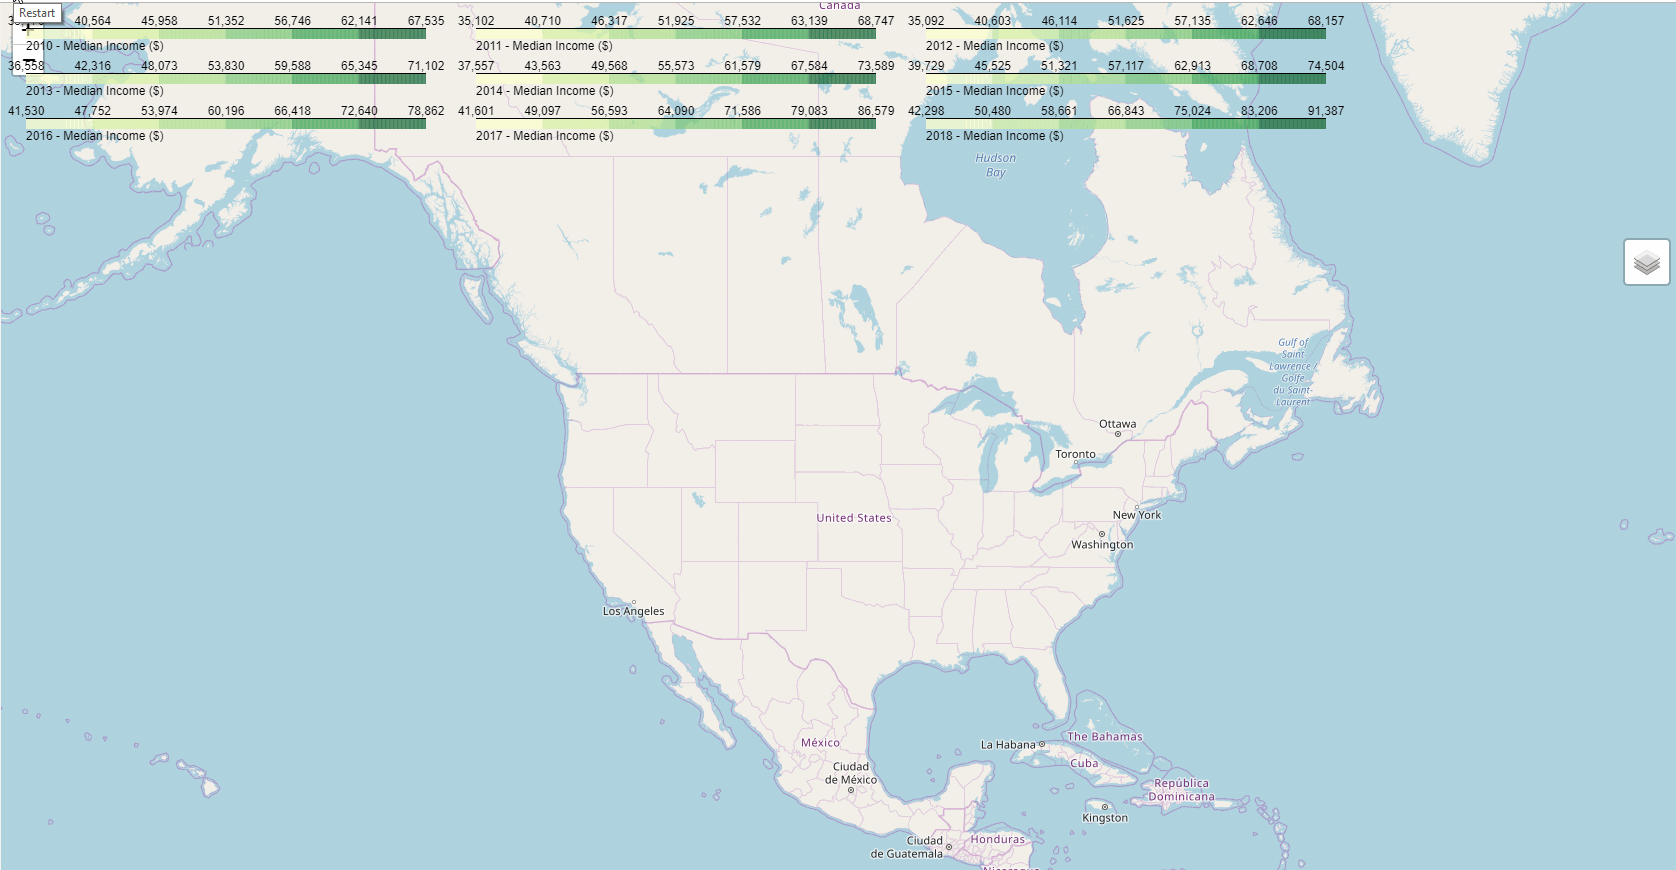 Canada
Restart
40,564 45,958 51,352 56,746 62,141 67,535
2010 - Median Income ($)
35,102 40,710 46,317 51,925 57,532 63,139 68,747
2011 - Median Income ($)
35,092 40,603 46,114 51,625 57,135 62,646 68,157
2012 - Median Income ($)
36,558 42,316 48,073 53,830 59,588 65,345 71,102
2013 - Median Income ($)
37,557 43,563 49,568 55,573 61,579 67,584 73,589
2014 - Median Income ($)
39,729 45,525 51,321 57,117 62,913 68,708 74,504
2015 - Median Income ($)
41,530 47,752 53,974 60,196 66,418 72,640 78,862
2016 - Median Income ($)
41,601 49,097 56,593 64,090 71,586 79,083 86,579
2017 - Median Income ($)
42,298 50,480 58,661 66,843 75,024 83,206 91,387
2018 - Median Income ($)
Hudson
Bay
Gulf of
Saint
Lawrence /
Golfe
du Saint-
Laurent
Ottawa
Toronto
New York
United States
Washington
Los Angeles
The Bahamas
México
La Habana
Cuba
Ciudad
de México
República
Dominicana
Kingston
Honduras
Ciudad
de Guatemala
Nicaragua